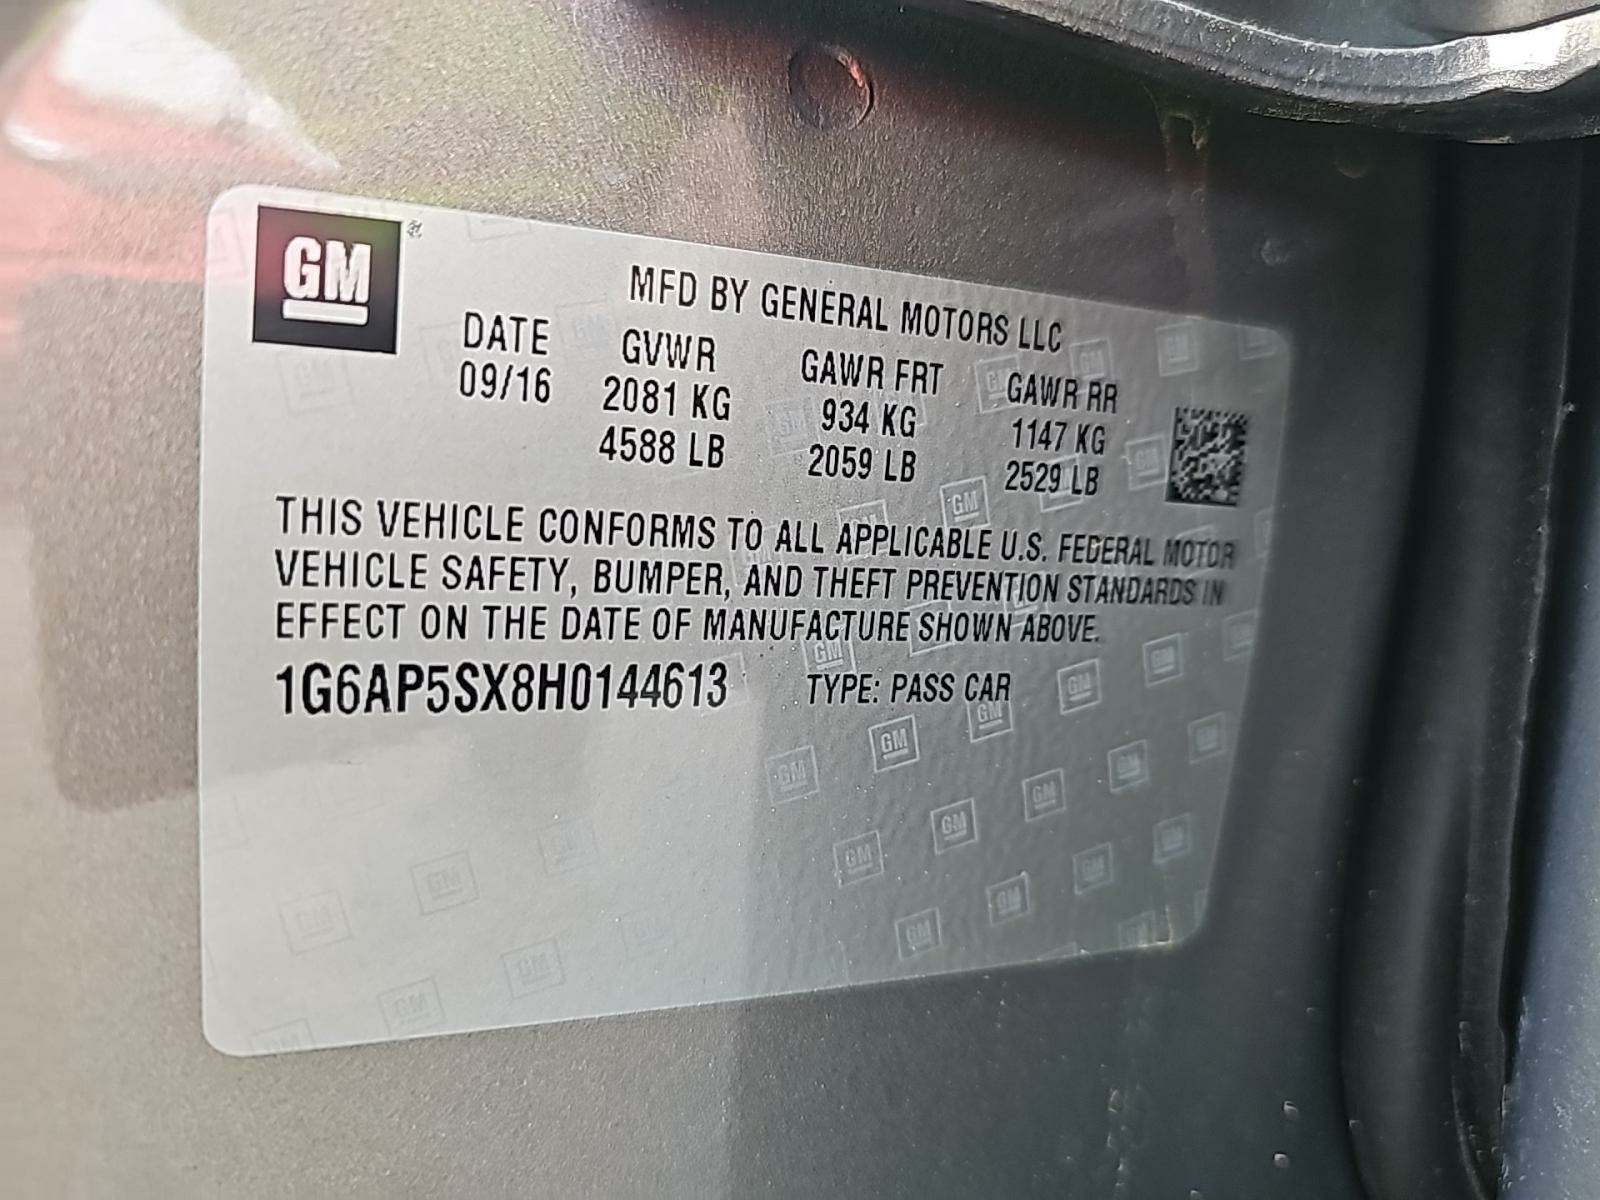 GM
MFD BY GENERAL MOTORS LLC
DATE GVWR GAWR FRT GAWR RR
09/16 2081 KG 934 KG 1147 KG
4588 LB 2059 LB 2529 LB
THIS VEHICLE CONFORMS TO ALL APPLICABLE U.S. FEDERAL MOTOR
VEHICLE SAFETY, BUMPER, AND THEFT PREVENTION STANDARDS IN
EFFECT ON THE DATE OF MANUFACTURE SHOWN ABOVE.
1G6AP5SX8H0144613 TYPE: PASS CAR